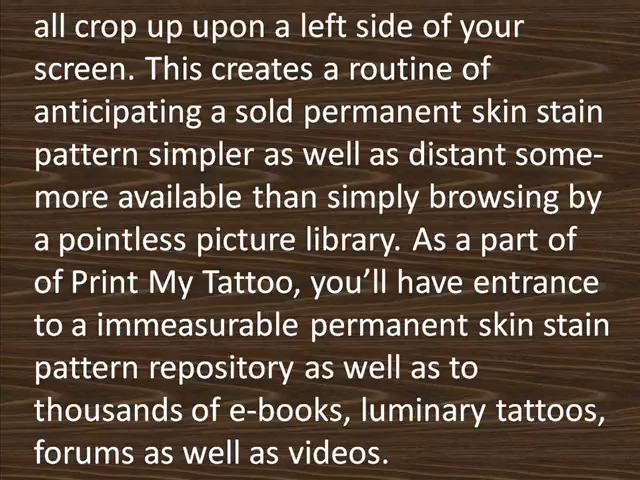 all crop up upon a left side of your
screen. This creates a routine of
anticipating a sold permanent skin stain
pattern simpler as well as distant some-
more available than simply browsing by
a pointless picture library. As a part of
of Print My Tattoo, you’ll have entrance
to a immeasurable permanent skin stain
pattern repository as well as to
thousands of e-books, luminary tattoos,
forums as well as videos.